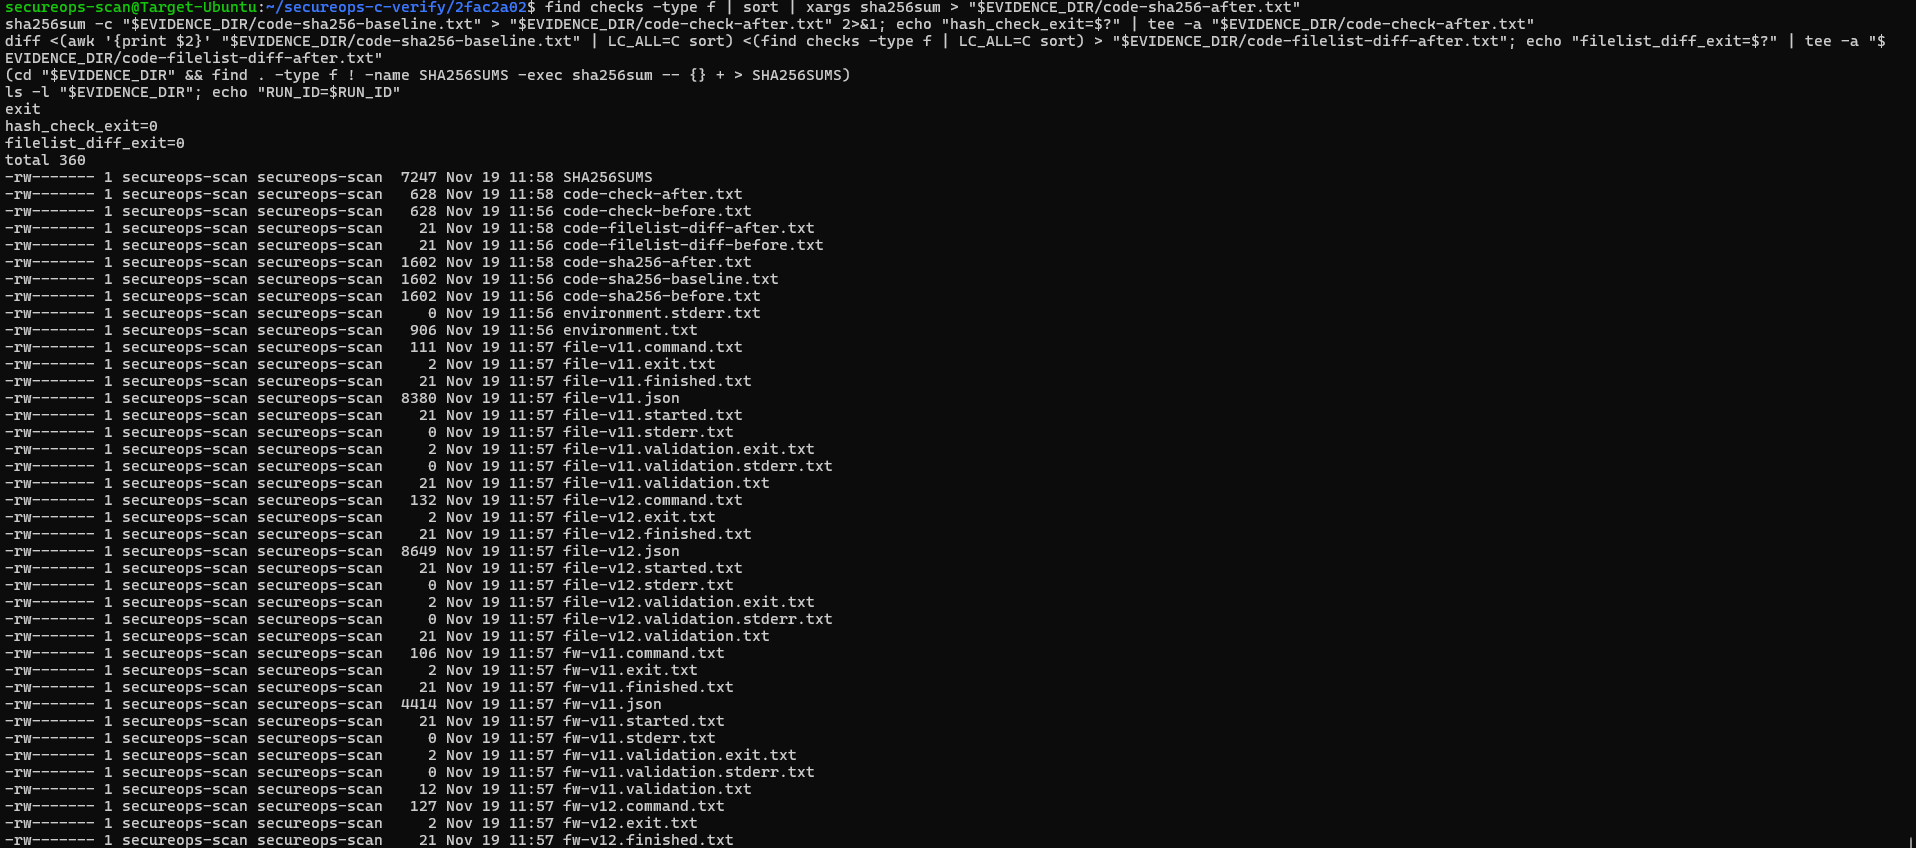 secureops-scan@Target-Ubuntu:~/secureops-c-verify/2fac2a02$ find checks -type f | sort | xargs sha256sum > "$EVIDENCE_DIR/code-sha256-after.txt"
sha256sum -c "$EVIDENCE_DIR/code-sha256-baseline.txt" > "$EVIDENCE_DIR/code-check-after.txt" 2>&1; echo "hash_check_exit=$?" | tee -a "$EVIDENCE_DIR/code-check-after.txt"
diff <(awk '{print $2}' "$EVIDENCE_DIR/code-sha256-baseline.txt" | LC_ALL=C sort) <(find checks -type f | LC_ALL=C sort) > "$EVIDENCE_DIR/code-filelist-diff-after.txt"; echo "filelist_diff_exit=$?" | tee -a "$
EVIDENCE_DIR/code-filelist-diff-after.txt"
(cd "$EVIDENCE_DIR" && find . -type f ! -name SHA256SUMS -exec sha256sum -- {} + > SHA256SUMS)
ls -l "$EVIDENCE_DIR"; echo "RUN_ID=$RUN_ID"
exit
hash_check_exit=0
filelist_diff_exit=0
total 360
-rw------- 1 secureops-scan secureops-scan  7247 Nov 19 11:58 SHA256SUMS
-rw------- 1 secureops-scan secureops-scan   628 Nov 19 11:58 code-check-after.txt
-rw------- 1 secureops-scan secureops-scan   628 Nov 19 11:56 code-check-before.txt
-rw------- 1 secureops-scan secureops-scan    21 Nov 19 11:58 code-filelist-diff-after.txt
-rw------- 1 secureops-scan secureops-scan    21 Nov 19 11:56 code-filelist-diff-before.txt
-rw------- 1 secureops-scan secureops-scan  1602 Nov 19 11:58 code-sha256-after.txt
-rw------- 1 secureops-scan secureops-scan  1602 Nov 19 11:56 code-sha256-baseline.txt
-rw------- 1 secureops-scan secureops-scan  1602 Nov 19 11:56 code-sha256-before.txt
-rw------- 1 secureops-scan secureops-scan     0 Nov 19 11:56 environment.stderr.txt
-rw------- 1 secureops-scan secureops-scan   906 Nov 19 11:56 environment.txt
-rw------- 1 secureops-scan secureops-scan   111 Nov 19 11:57 file-v11.command.txt
-rw------- 1 secureops-scan secureops-scan     2 Nov 19 11:57 file-v11.exit.txt
-rw------- 1 secureops-scan secureops-scan    21 Nov 19 11:57 file-v11.finished.txt
-rw------- 1 secureops-scan secureops-scan  8380 Nov 19 11:57 file-v11.json
-rw------- 1 secureops-scan secureops-scan    21 Nov 19 11:57 file-v11.started.txt
-rw------- 1 secureops-scan secureops-scan     0 Nov 19 11:57 file-v11.stderr.txt
-rw------- 1 secureops-scan secureops-scan     2 Nov 19 11:57 file-v11.validation.exit.txt
-rw------- 1 secureops-scan secureops-scan     0 Nov 19 11:57 file-v11.validation.stderr.txt
-rw------- 1 secureops-scan secureops-scan    21 Nov 19 11:57 file-v11.validation.txt
-rw------- 1 secureops-scan secureops-scan   132 Nov 19 11:57 file-v12.command.txt
-rw------- 1 secureops-scan secureops-scan     2 Nov 19 11:57 file-v12.exit.txt
-rw------- 1 secureops-scan secureops-scan    21 Nov 19 11:57 file-v12.finished.txt
-rw------- 1 secureops-scan secureops-scan  8649 Nov 19 11:57 file-v12.json
-rw------- 1 secureops-scan secureops-scan    21 Nov 19 11:57 file-v12.started.txt
-rw------- 1 secureops-scan secureops-scan     0 Nov 19 11:57 file-v12.stderr.txt
-rw------- 1 secureops-scan secureops-scan     2 Nov 19 11:57 file-v12.validation.exit.txt
-rw------- 1 secureops-scan secureops-scan     0 Nov 19 11:57 file-v12.validation.stderr.txt
-rw------- 1 secureops-scan secureops-scan    21 Nov 19 11:57 file-v12.validation.txt
-rw------- 1 secureops-scan secureops-scan   106 Nov 19 11:57 fw-v11.command.txt
-rw------- 1 secureops-scan secureops-scan     2 Nov 19 11:57 fw-v11.exit.txt
-rw------- 1 secureops-scan secureops-scan    21 Nov 19 11:57 fw-v11.finished.txt
-rw------- 1 secureops-scan secureops-scan  4414 Nov 19 11:57 fw-v11.json
-rw------- 1 secureops-scan secureops-scan    21 Nov 19 11:57 fw-v11.started.txt
-rw------- 1 secureops-scan secureops-scan     0 Nov 19 11:57 fw-v11.stderr.txt
-rw------- 1 secureops-scan secureops-scan     2 Nov 19 11:57 fw-v11.validation.exit.txt
-rw------- 1 secureops-scan secureops-scan     0 Nov 19 11:57 fw-v11.validation.stderr.txt
-rw------- 1 secureops-scan secureops-scan    12 Nov 19 11:57 fw-v11.validation.txt
-rw------- 1 secureops-scan secureops-scan   127 Nov 19 11:57 fw-v12.command.txt
-rw------- 1 secureops-scan secureops-scan     2 Nov 19 11:57 fw-v12.exit.txt
-rw------- 1 secureops-scan secureops-scan    21 Nov 19 11:57 fw-v12.finished.txt